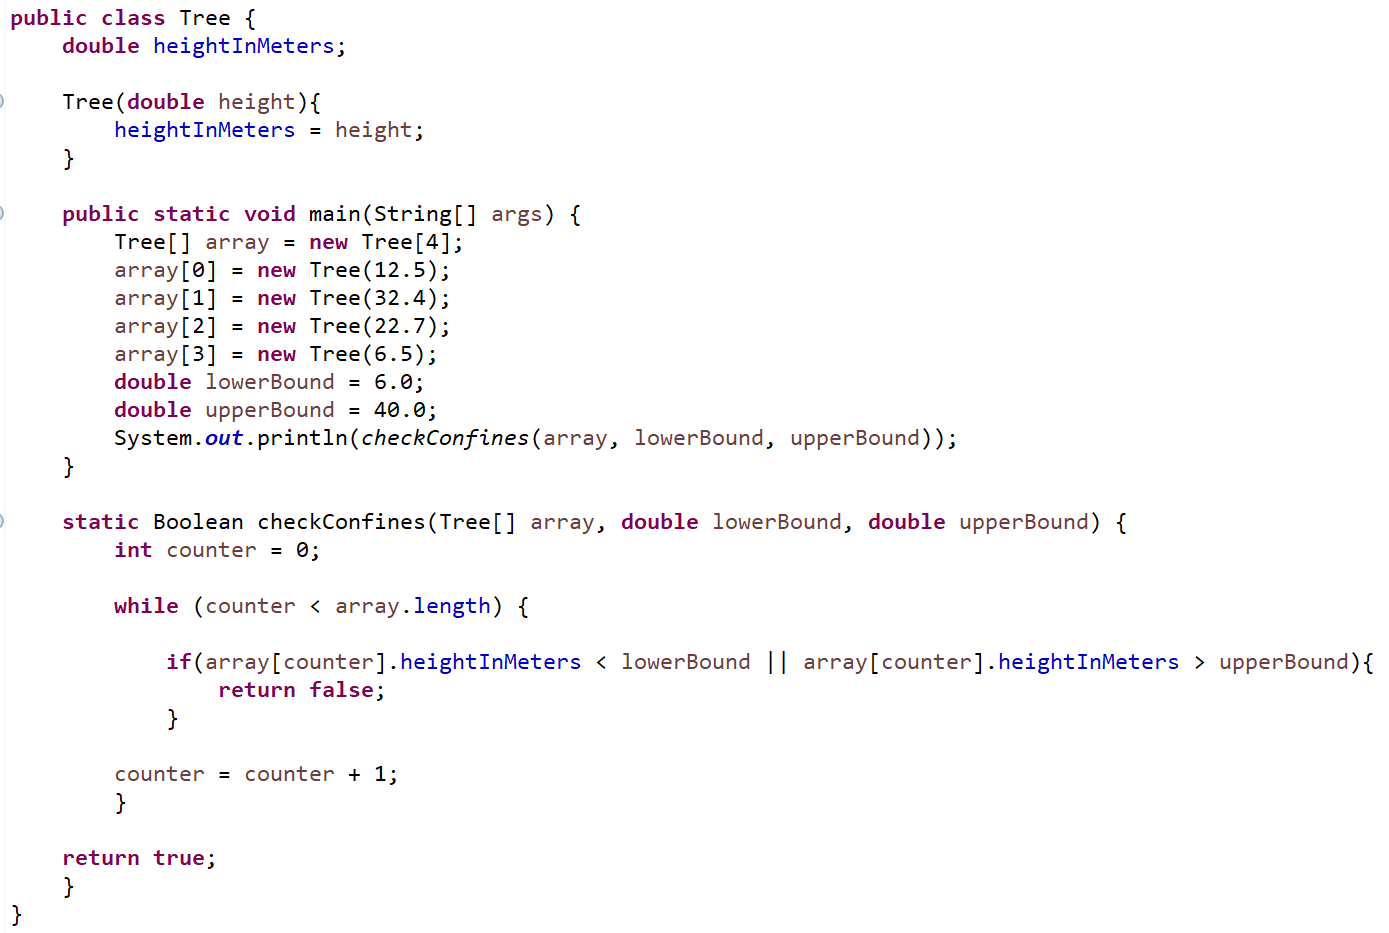 public class Tree {
    double heightInMeters;

    Tree(double height){
        heightInMeters = height;
    }

    public static void main(String[] args) {
        Tree[] array = new Tree[4];
        array[0] = new Tree(12.5);
        array[1] = new Tree(32.4);
        array[2] = new Tree(22.7);
        array[3] = new Tree(6.5);
        double lowerBound = 6.0;
        double upperBound = 40.0;
        System.out.println(checkConfines(array, lowerBound, upperBound));
    }

    static Boolean checkConfines(Tree[] array, double lowerBound, double upperBound) {
        int counter = 0;

        while (counter < array.length) {

            if(array[counter].heightInMeters < lowerBound || array[counter].heightInMeters > upperBound){
                return false;
            }

        counter = counter + 1;
        }

    return true;
    }
}